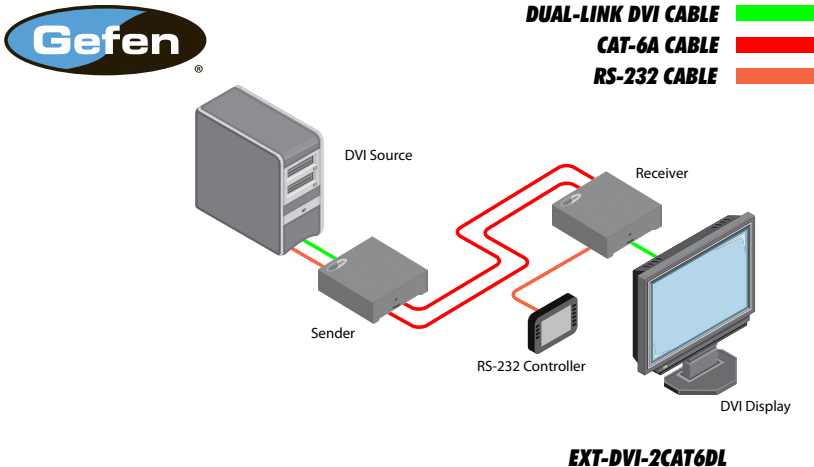 Gefen
®
DUAL-LINK DVI CABLE
CAT-6A CABLE
RS-232 CABLE
DVI Source
Receiver
Sender
RS-232 Controller
DVI Display
EXT-DVI-2CAT6DL